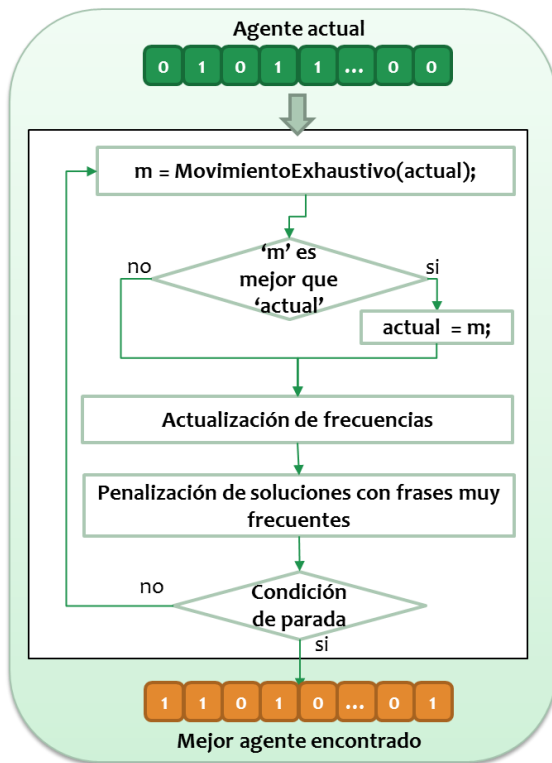 Agente actual
0 1 0 1 1 ... 0 0
m = MovimientoExhaustivo(actual);
'm' es
mejor que
'actual'
no
si
actual = m;
Actualización de frecuencias
Penalización de soluciones con frases muy
frecuentes
Condición
de parada
no
si
1 1 0 1 0 ... 0 1
Mejor agente encontrado